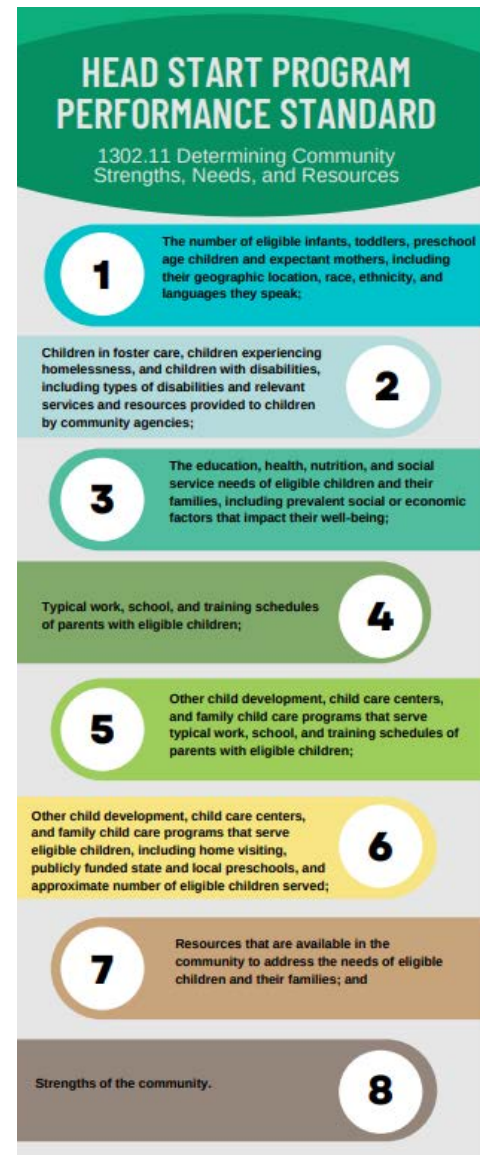 HEAD START PROGRAM
PERFORMANCE STANDARD
1302.11 Determining Community
Strengths, Needs, and Resources
1
The number of eligible infants, toddlers, preschool
age children and expectant mothers, including
their geographic location, race, ethnicity, and
languages they speak;
Children in foster care, children experiencing
homelessness, and children with disabilities,
including types of disabilities and relevant
services and resources provided to children
by community agencies;
2
3
The education, health, nutrition, and social
service needs of eligible children and their
families, including prevalent social or economic
factors that impact their well-being;
Typical work, school, and training schedules
of parents with eligible children;
4
5
Other child development, child care centers,
and family child care programs that serve
typical work, school, and training schedules of
parents with eligible children;
Other child development, child care centers,
and family child care programs that serve
eligible children, including home visiting,
publicly funded state and local preschools, and
approximate number of eligible children served;
6
7
Resources that are available in the
community to address the needs of eligible
children and their families; and
Strengths of the community.
8